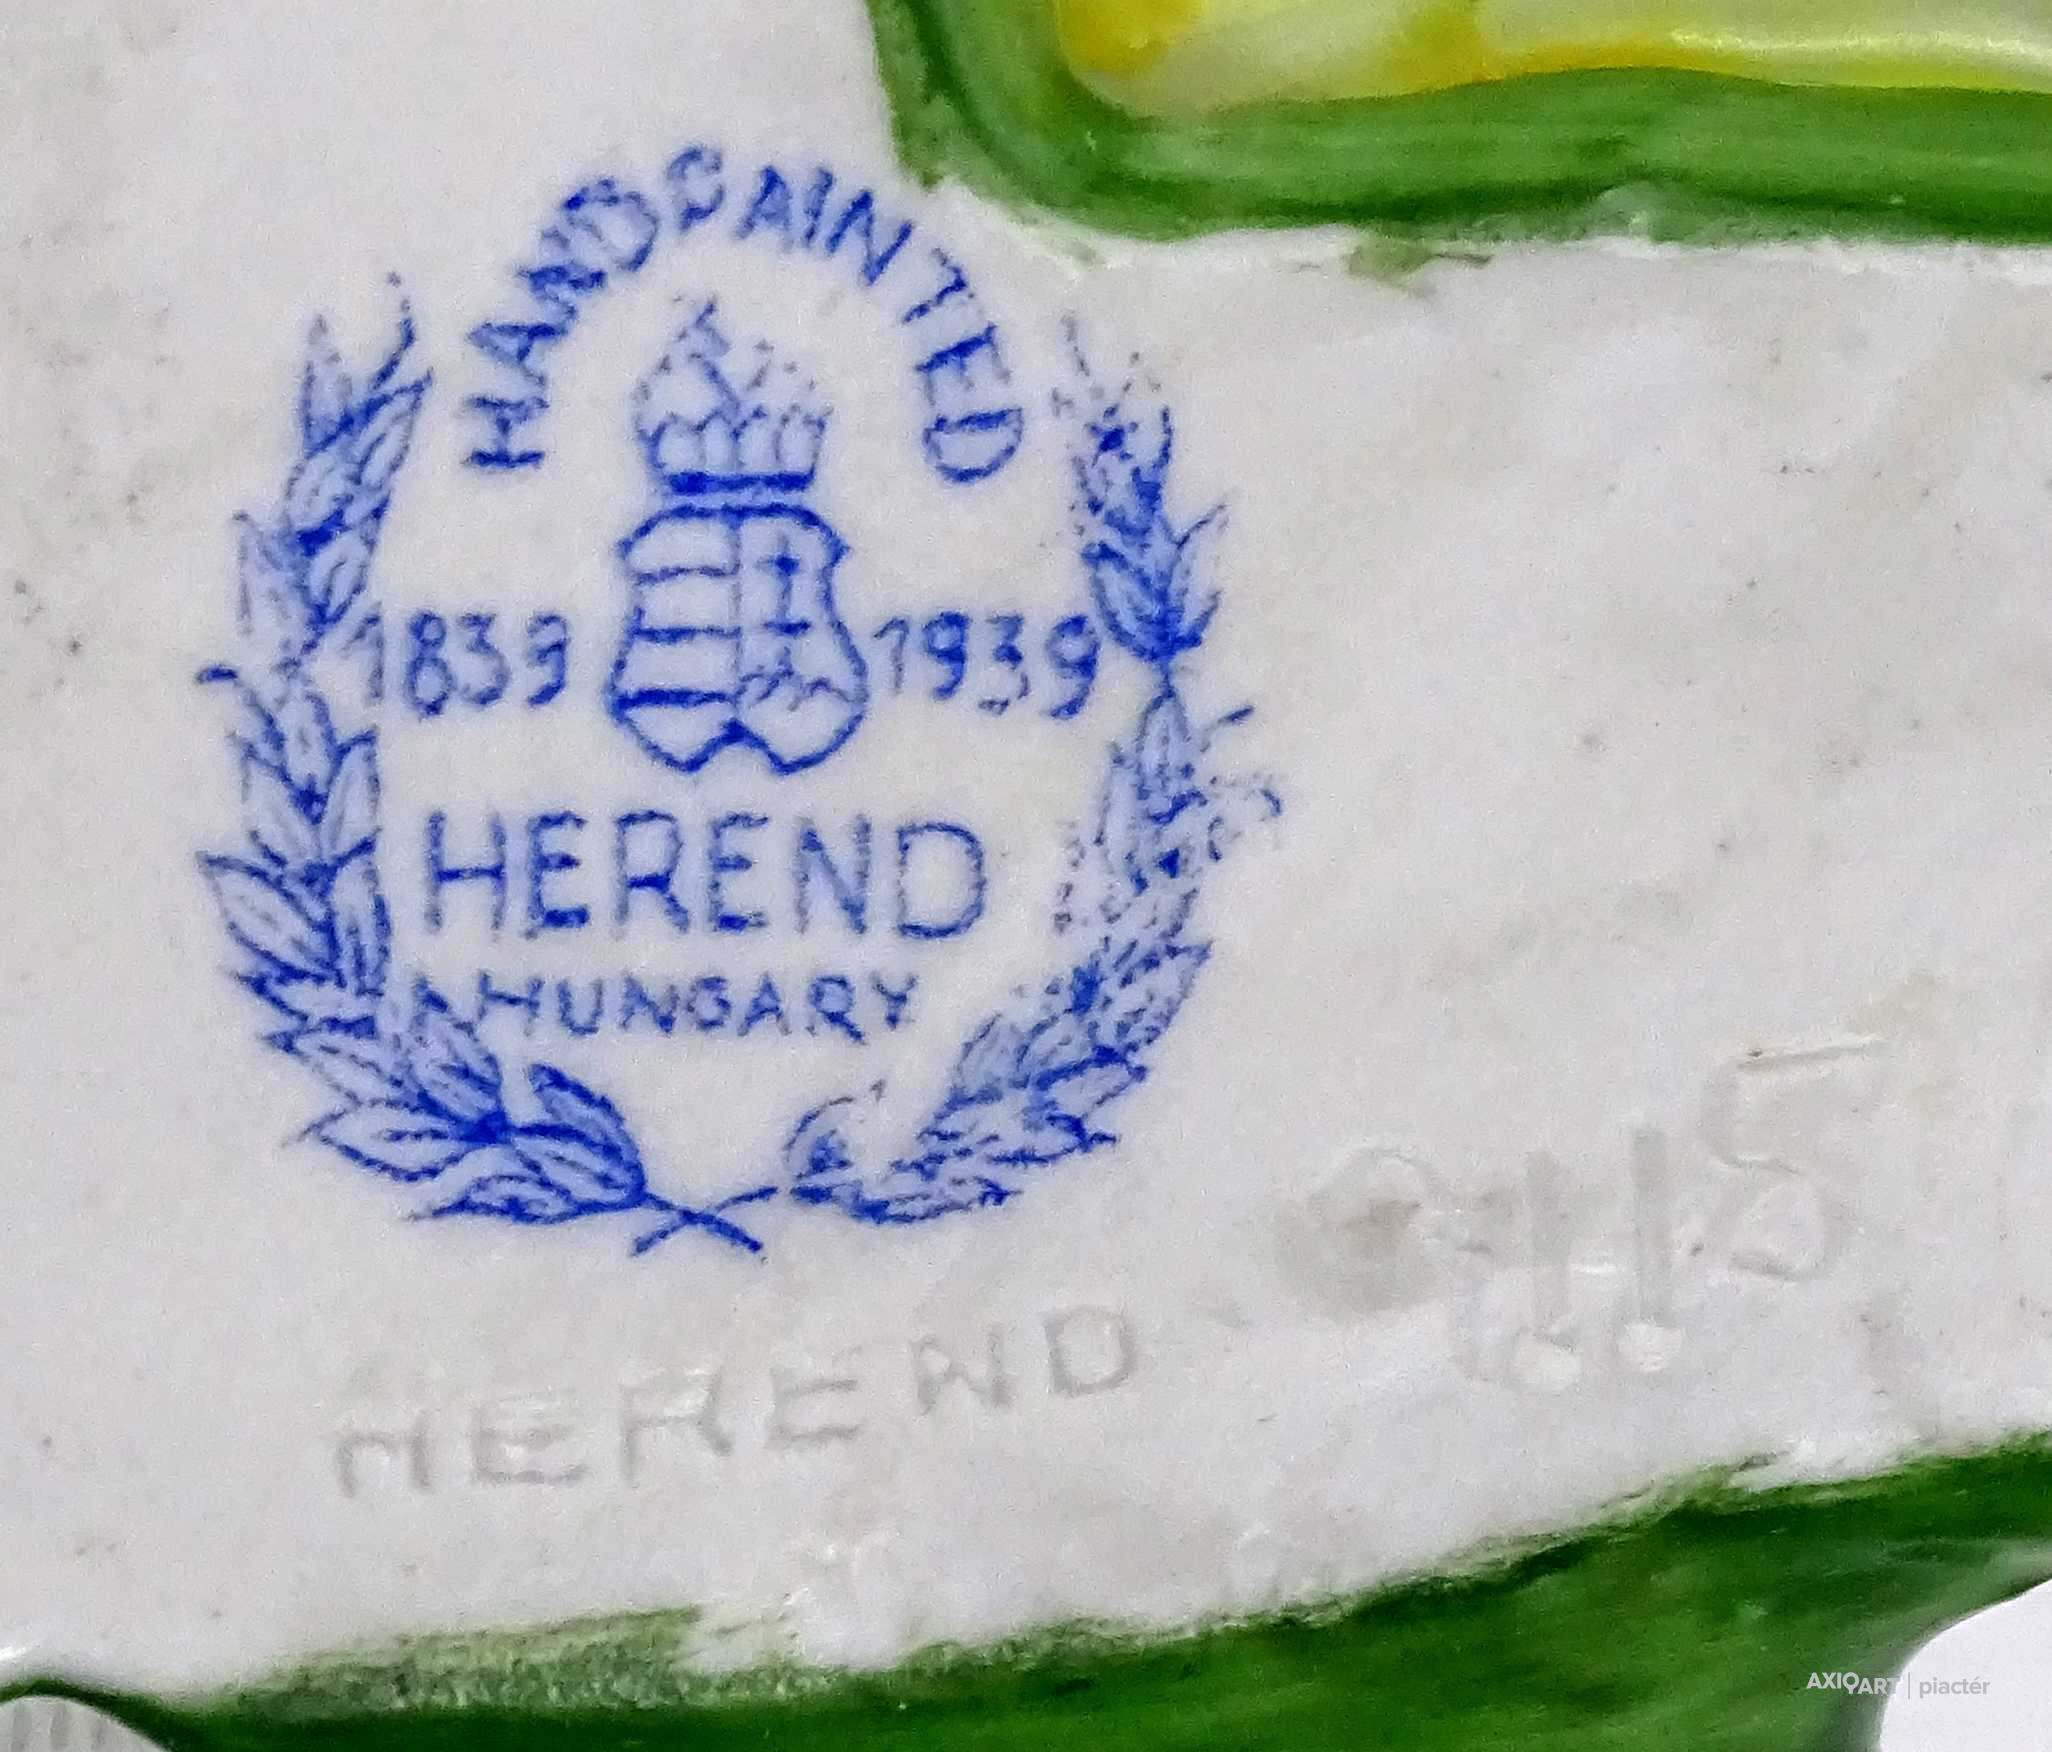 HANDPAINTED
1839 1939
HEREND
HUNGARY
HEREND
AXIOART | piactér